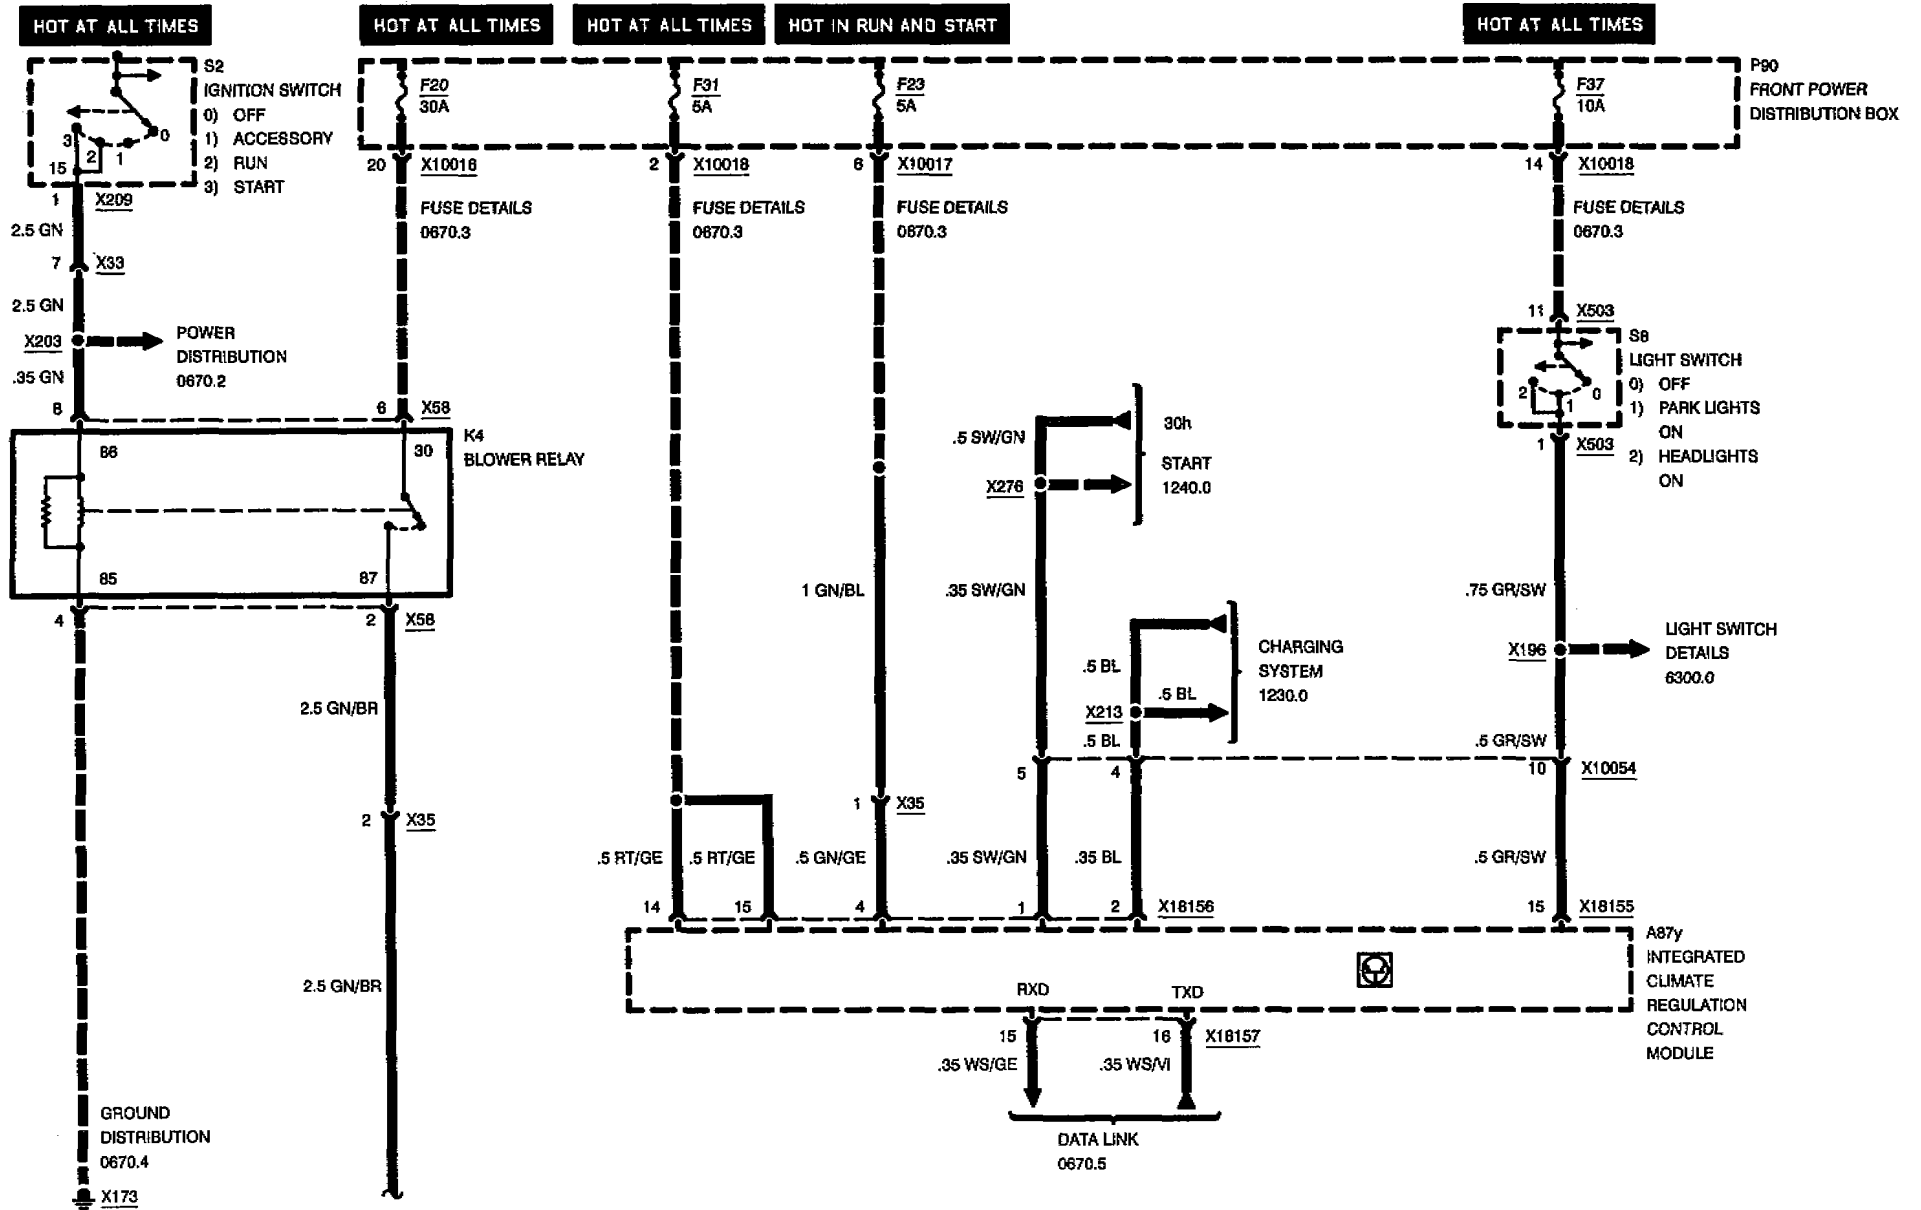 HOT AT ALL TIMES
HOT AT ALL TIMES
HOT AT ALL TIMES
HOT IN RUN AND START
HOT AT ALL TIMES
S2
IGNITION SWITCH
0) OFF
1) ACCESSORY
2) RUN
3) START
3
2
1
0
15
1
X209
2.5 GN
7
X33
2.5 GN
X203
POWER
DISTRIBUTION
0670.2
.35 GN
8
F20
30A
20
X10016
FUSE DETAILS
0670.3
6
X58
F31
5A
2
X10018
FUSE DETAILS
0670.3
F23
5A
6
X10017
FUSE DETAILS
0670.3
F37
10A
14
X10018
FUSE DETAILS
0670.3
P90
FRONT POWER
DISTRIBUTION BOX
11
X503
S8
LIGHT SWITCH
0) OFF
1) PARK LIGHTS
ON
2) HEADLIGHTS
ON
2
1
0
1
X503
K4
BLOWER RELAY
86
30
85
87
4
2
X58
2.5 GN/BR
2
X35
2.5 GN/BR
GROUND
DISTRIBUTION
0670.4
X173
.5 SW/GN
30h
START
1240.0
X276
1 GN/BL
.35 SW/GN
.75 GR/SW
CHARGING
SYSTEM
1230.0
.5 BL
.5 BL
X213
.5 BL
X196
LIGHT SWITCH
DETAILS
6300.0
.5 GR/SW
5
4
10
X10054
1
X35
.5 RT/GE
.5 RT/GE
.5 GN/GE
.35 SW/GN
.35 BL
.5 GR/SW
14
15
4
1
2
X18156
15
X18155
A87y
INTEGRATED
CLIMATE
REGULATION
CONTROL
MODULE
RXD
TXD
15
16
X18157
.35 WS/GE
.35 WS/VI
DATA LINK
0670.5